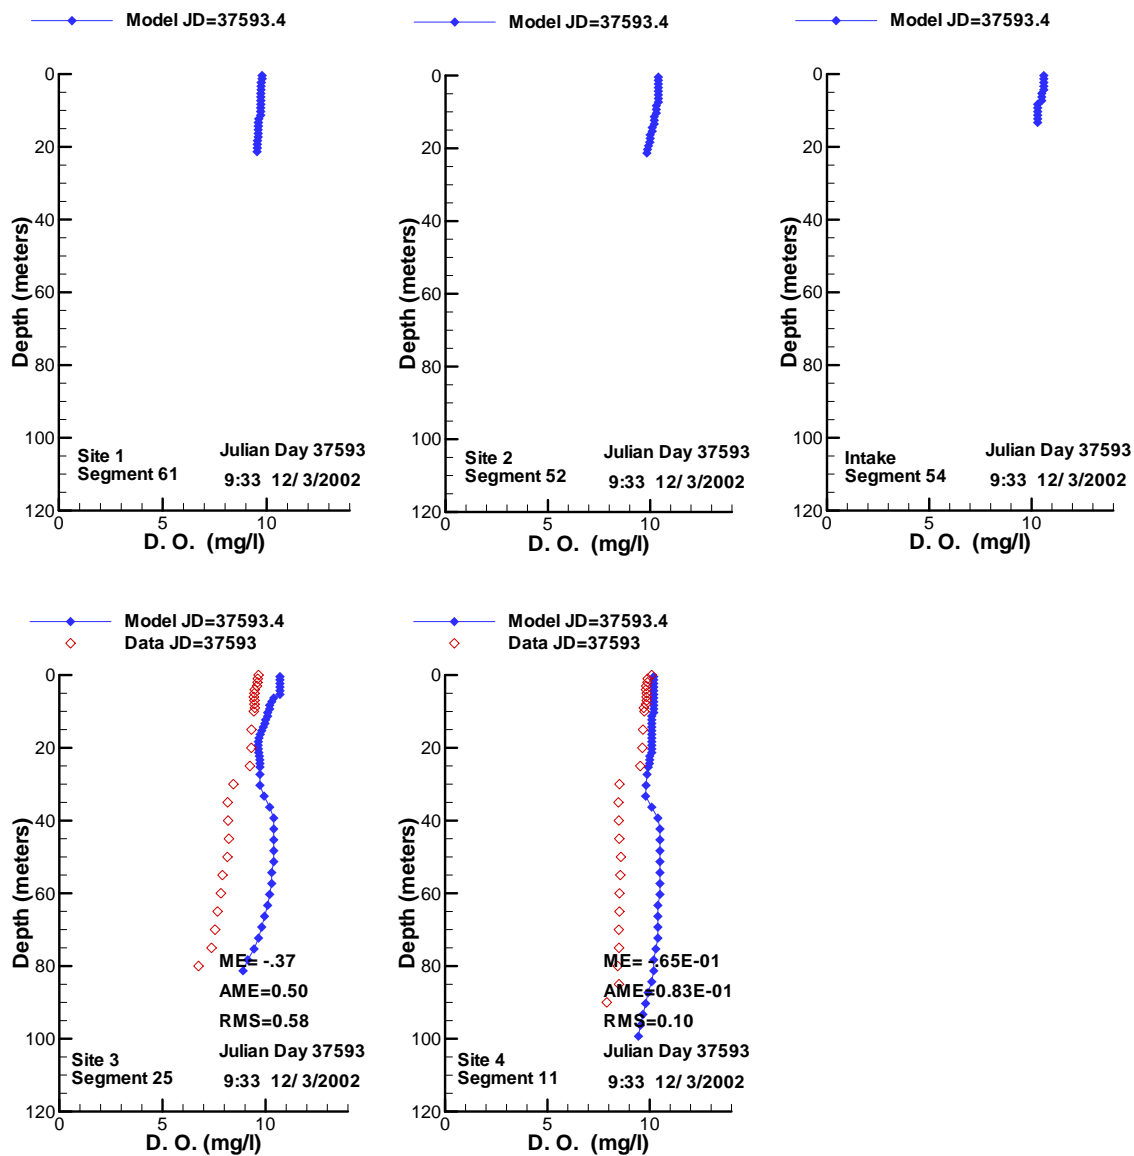 Model JD=37593.4
0
20
40
60
80
100
120
Depth (meters)
Site 1
Segment 61
Julian Day 37593
9:33 12/ 3/2002
0 5 10
D. O. (mg/l)
Model JD=37593.4
0
20
40
60
80
100
120
Depth (meters)
Site 2
Segment 52
Julian Day 37593
9:33 12/ 3/2002
0 5 10
D. O. (mg/l)
Model JD=37593.4
0
20
40
60
80
100
120
Depth (meters)
Intake
Segment 54
Julian Day 37593
9:33 12/ 3/2002
0 5 10
D. O. (mg/l)
Model JD=37593.4
Data JD=37593
0
20
40
60
80
100
120
Depth (meters)
ME= -.37
AME=0.50
RMS=0.58
Site 3
Segment 25
Julian Day 37593
9:33 12/ 3/2002
0 5 10
D. O. (mg/l)
Model JD=37593.4
Data JD=37593
0
20
40
60
80
100
120
Depth (meters)
ME= -.65E-01
AME=0.83E-01
RMS=0.10
Site 4
Segment 11
Julian Day 37593
9:33 12/ 3/2002
0 5 10
D. O. (mg/l)